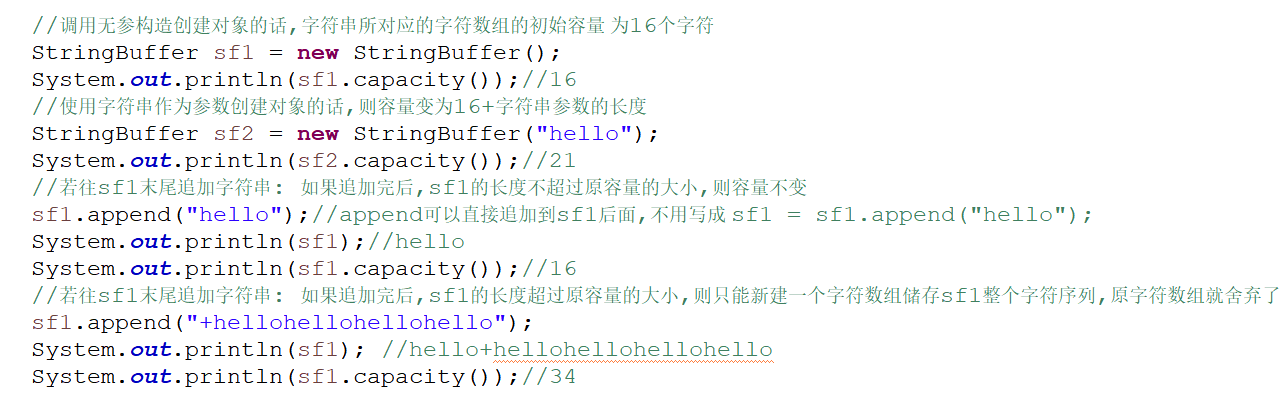 //调用无参构造创建对象的话,字符串所对应的字符数组的初始容量 为16个字符
StringBuffer sf1 = new StringBuffer();
System.out.println(sf1.capacity());//16
//使用字符串作为参数创建对象的话,则容量变为16+字符串参数的长度
StringBuffer sf2 = new StringBuffer("hello");
System.out.println(sf2.capacity());//21
//若往sf1末尾追加字符串: 如果追加完后,sf1的长度不超过原容量的大小,则容量不变
sf1.append("hello");//append可以直接追加到sf1后面,不用写成 sf1 = sf1.append("hello");
System.out.println(sf1);//hello
System.out.println(sf1.capacity());//16
//若往sf1末尾追加字符串: 如果追加完后,sf1的长度超过原容量的大小,则只能新建一个字符数组储存sf1整个字符序列,原字符数组就舍弃了
sf1.append("+hellohellohellohello");
System.out.println(sf1); //hello+hellohellohellohello
System.out.println(sf1.capacity());//34